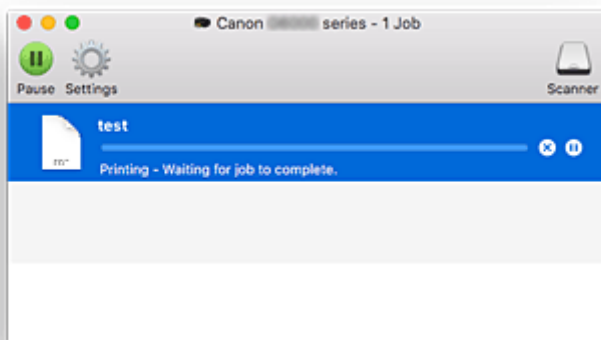 Canon series - 1 Job
Pause Settings
Scanner
test
Printing - Waiting for job to complete.